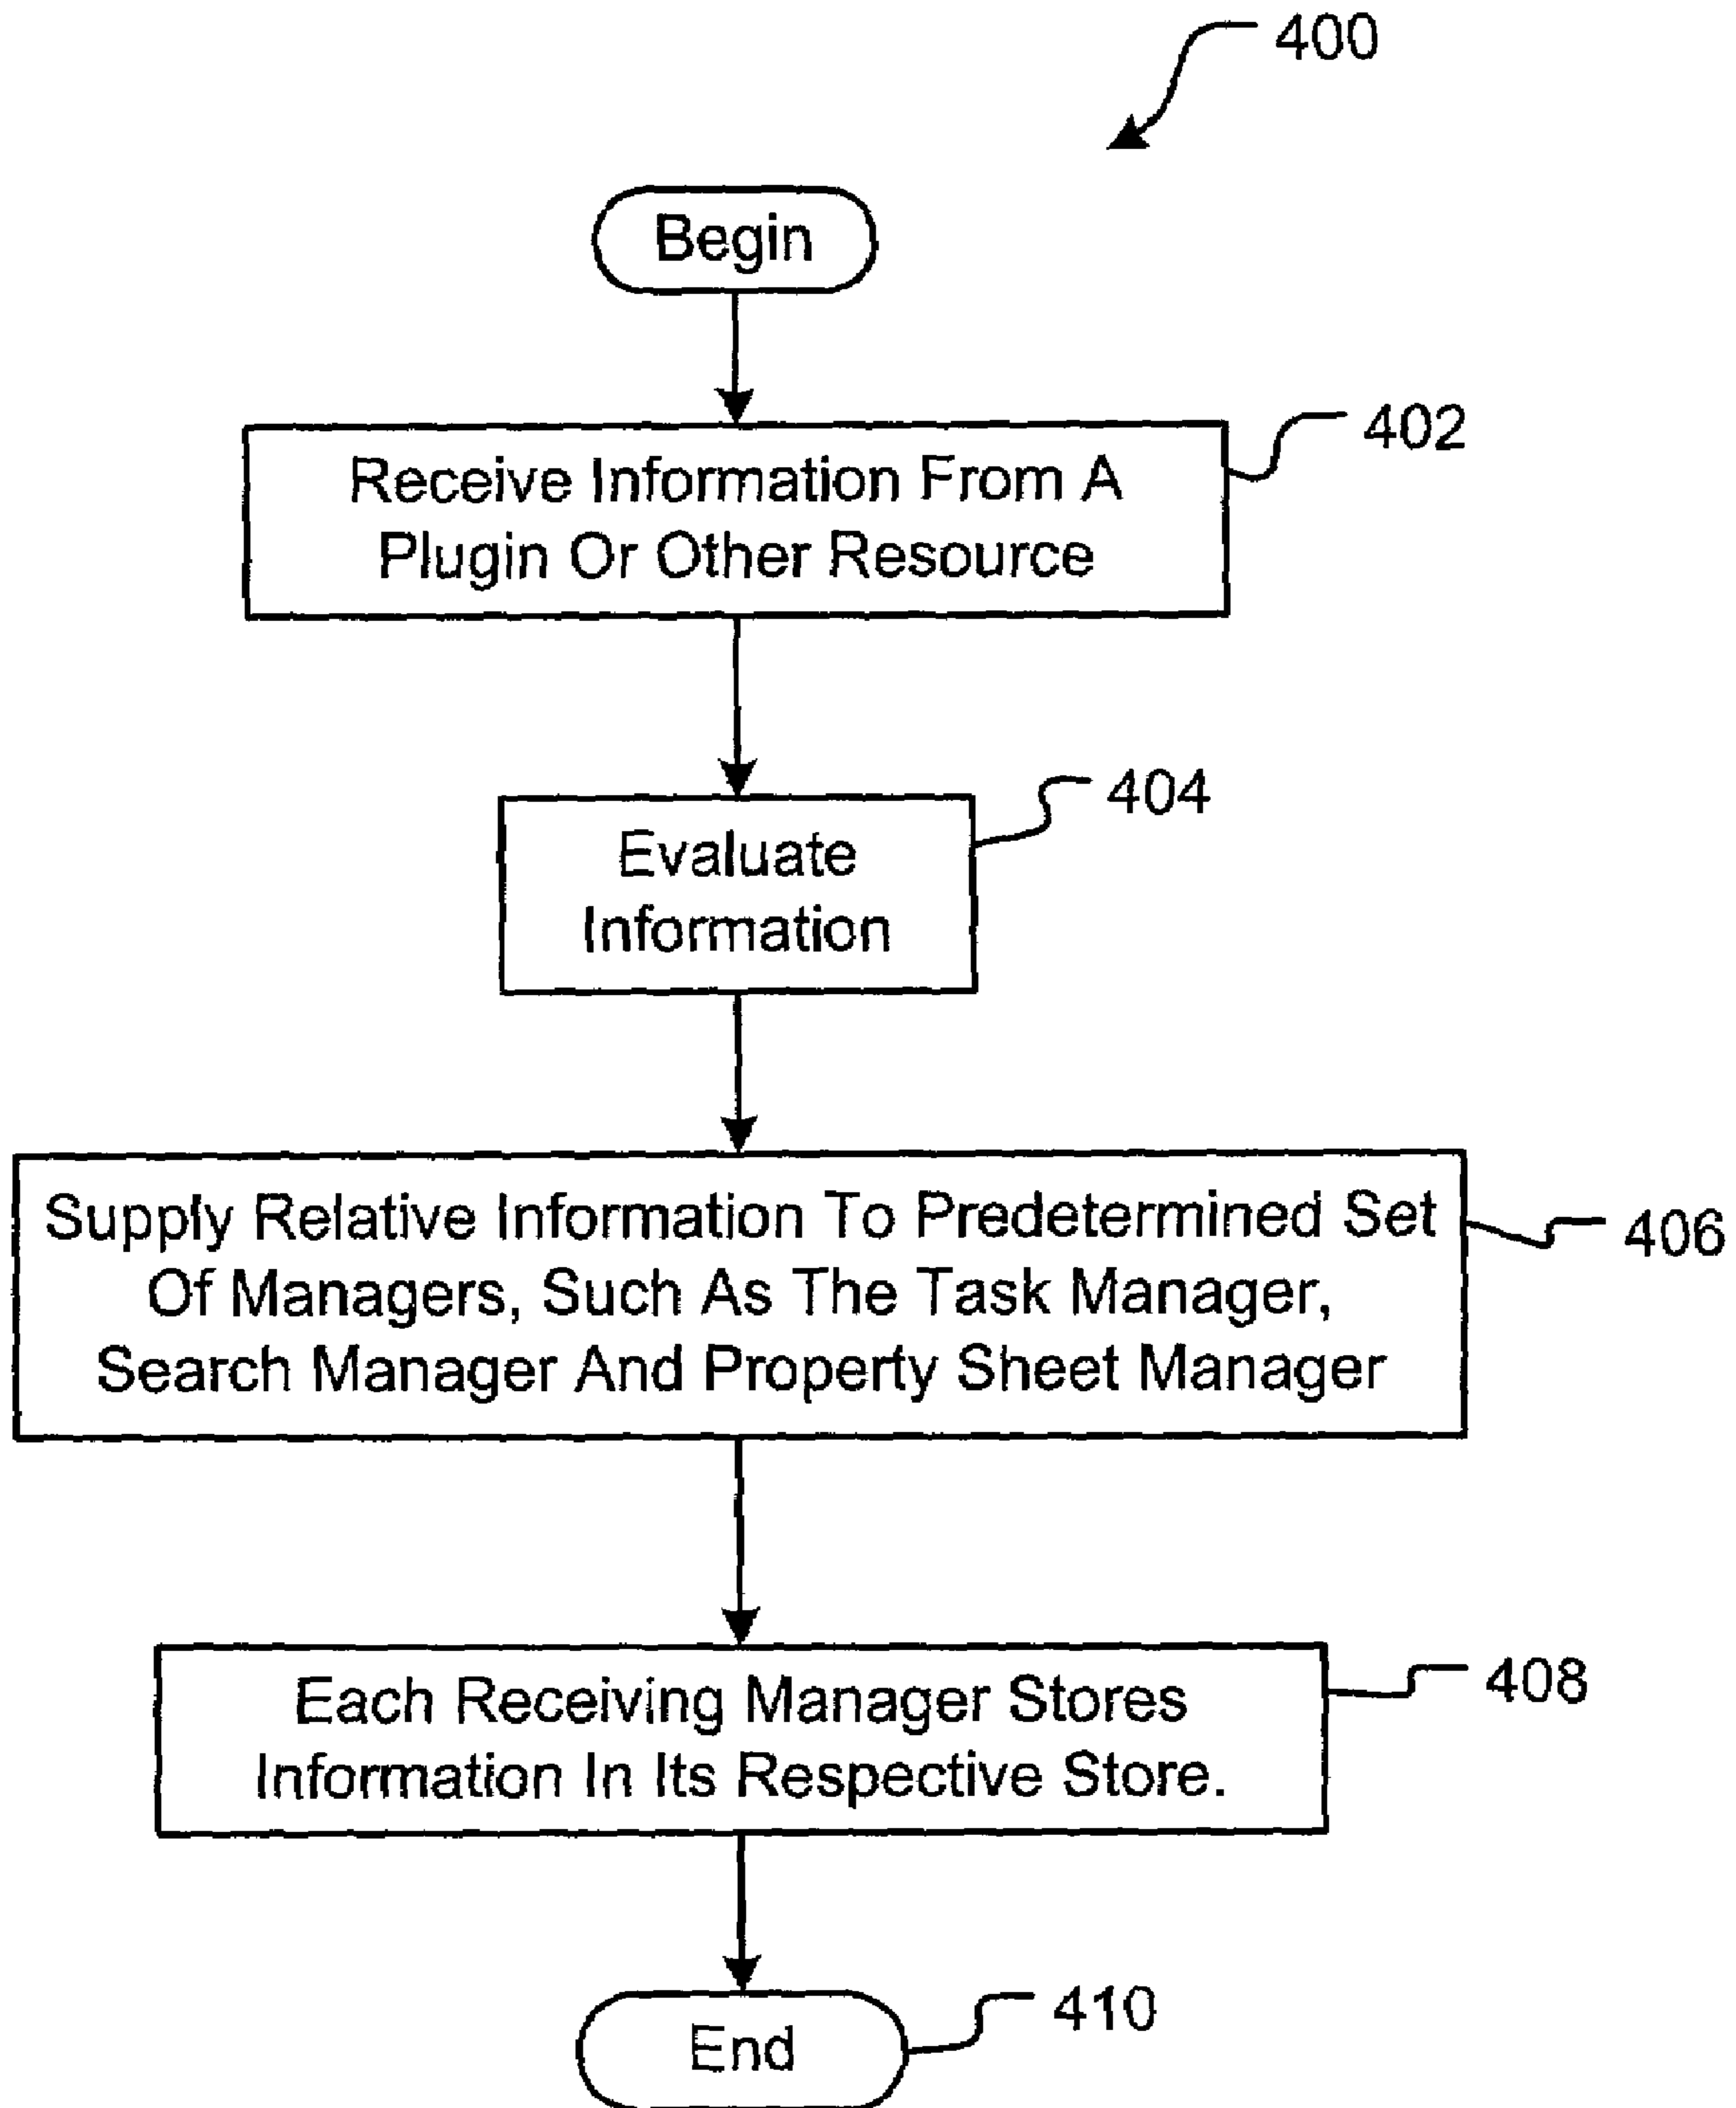 400
Begin
402
Receive Information From A
Plugin Or Other Resource
404
Evaluate
Information
406
Supply Relative Information To Predetermined Set
Of Managers, Such As The Task Manager,
Search Manager And Property Sheet Manager
408
Each Receiving Manager Stores
Information In Its Respective Store.
410
End